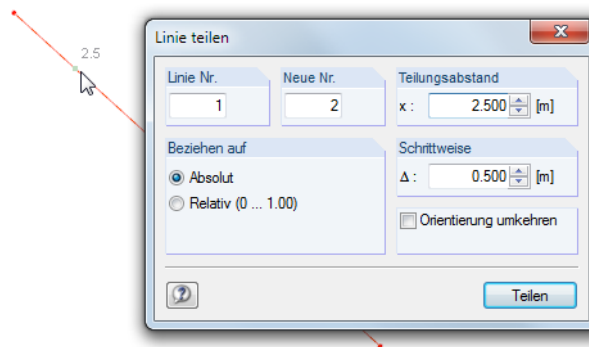 2.5
Linie teilen
Linie Nr.
1
Neue Nr.
2
Teilungsabstand
x : 2.500 [m]
Beziehen auf
Absolut
Relativ (0 ... 1.00)
Schrittweise
Δ : 0.500 [m]
Orientierung umkehren
Teilen